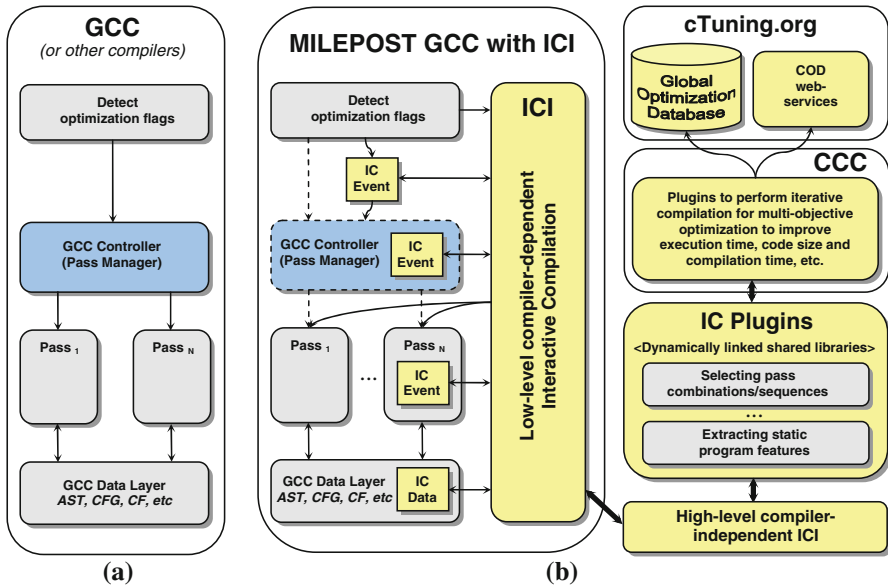 GCC
(or other compilers)
Detect
optimization flags
GCC Controller
(Pass Manager)
Pass 1
Pass N
GCC Data Layer
AST, CFG, CF, etc
(a)
MILEPOST GCC with ICI
Detect
optimization flags
IC
Event
GCC Controller
(Pass Manager)
IC
Event
Pass 1
...
Pass N
IC
Event
GCC Data Layer
AST, CFG, CF, etc
IC
Data
ICI
Low-level compiler-dependent
Interactive Compilation
cTuning.org
Global
Optimization
Database
COD
web-
services
CCC
Plugins to perform iterative
compilation for multi-objective
optimization to improve
execution time, code size and
compilation time, etc.
IC Plugins
<Dynamically linked shared libraries>
Selecting pass
combinations/sequences
...
Extracting static
program features
High-level compiler-
independent ICI
(b)